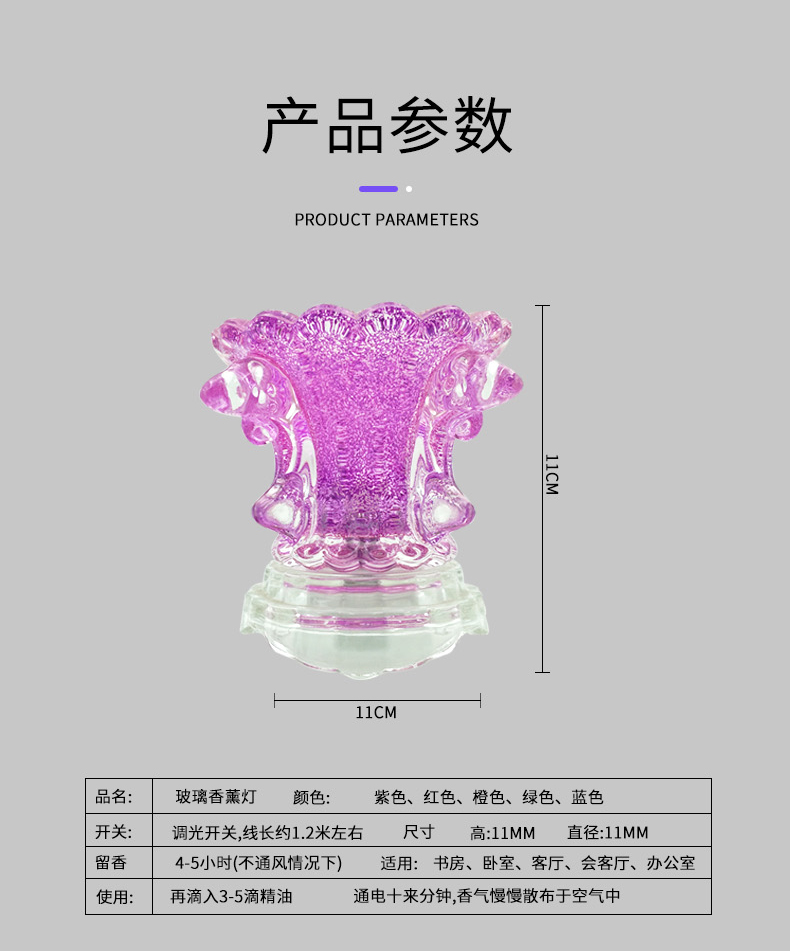 产品参数
PRODUCT PARAMETERS
11CM
11CM
品名: 玻璃香薰灯 颜色: 紫色、红色、橙色、绿色、蓝色
开关: 调光开关,线长约1.2米左右 尺寸 高:11MM 直径:11MM
留香 4-5小时(不通风情况下) 适用: 书房、卧室、客厅、会客厅、办公室
使用: 再滴入3-5滴精油 通电十来分钟,香气慢慢散布于空气中